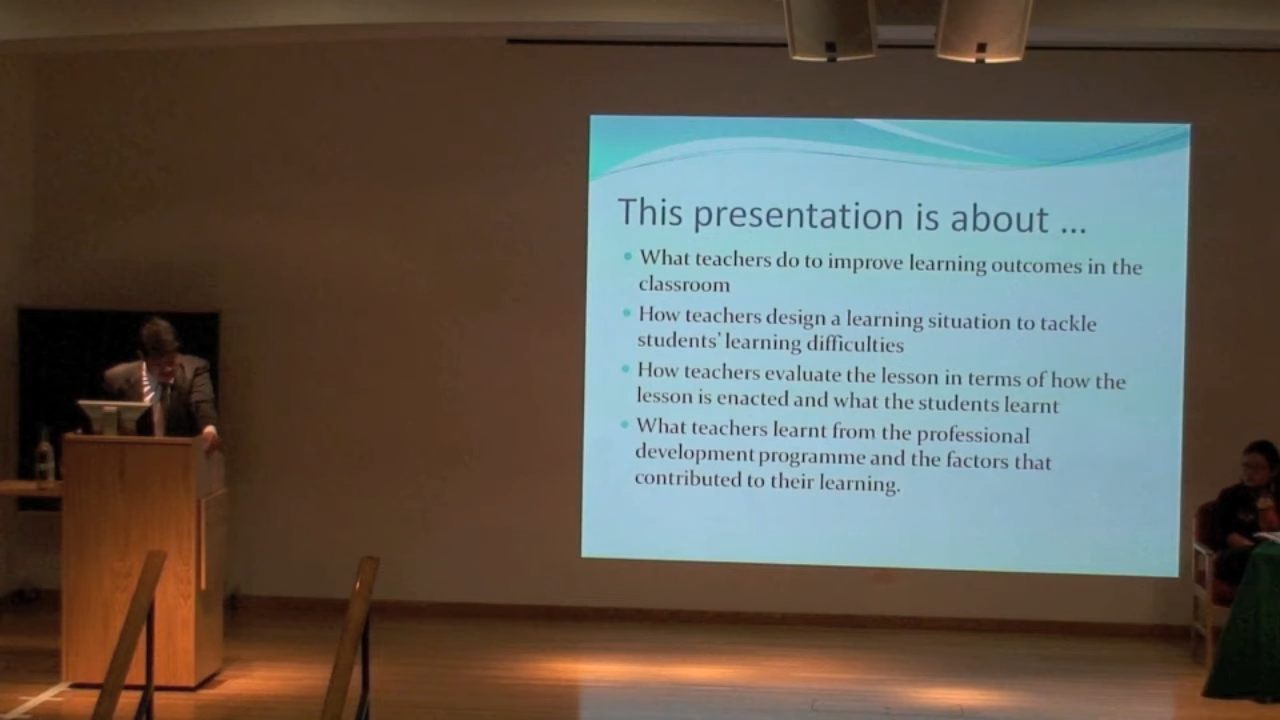 This presentation is about ...
What teachers do to improve learning outcomes in the
classroom
How teachers design a learning situation to tackle
students' learning difficulties
How teachers evaluate the lesson in terms of how the
lesson is enacted and what the students learnt
What teachers learnt from the professional
development programme and the factors that
contributed to their learning.